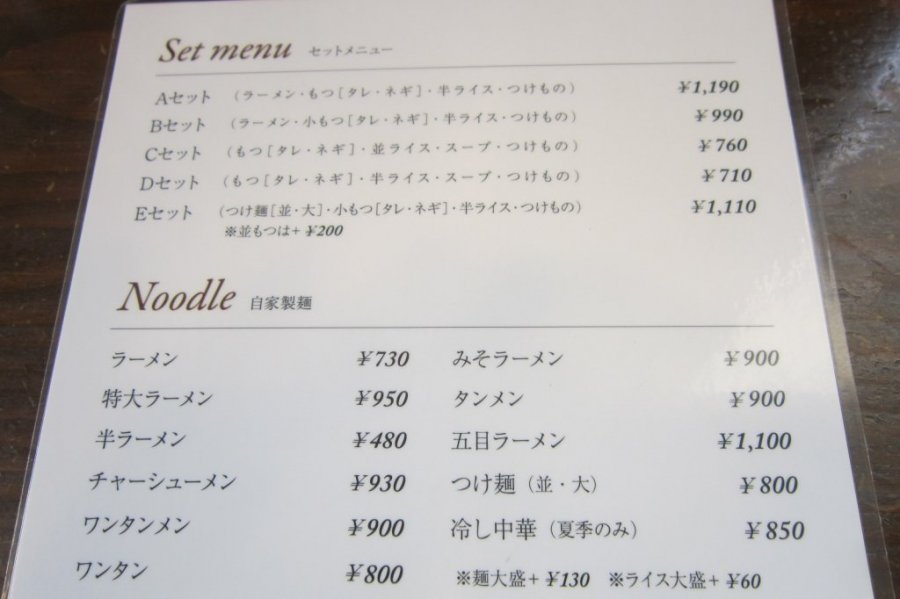 Set menu セットメニュー
Aセット (ラーメン・もつ[タレ・ネギ]・半ライス・つけもの) ¥1,190
Bセット (ラーメン・小もつ[タレ・ネギ]・半ライス・つけもの) ¥990
Cセット (もつ[タレ・ネギ]・並ライス・スープ・つけもの) ¥760
Dセット (もつ[タレ・ネギ]・半ライス・スープ・つけもの) ¥710
Eセット (つけ麺[並・大]・小もつ[タレ・ネギ]・半ライス・つけもの) ¥1,110
※並もつは+ ¥200
Noodle 自家製麺
ラーメン ¥730 みそラーメン ¥900
特大ラーメン ¥950 タンメン ¥900
半ラーメン ¥480 五目ラーメン ¥1,100
チャーシューメン ¥930 つけ麺(並・大) ¥800
ワンタンメン ¥900 冷し中華(夏季のみ) ¥850
ワンタン ¥800 ※麺大盛+ ¥130 ※ライス大盛+ ¥60